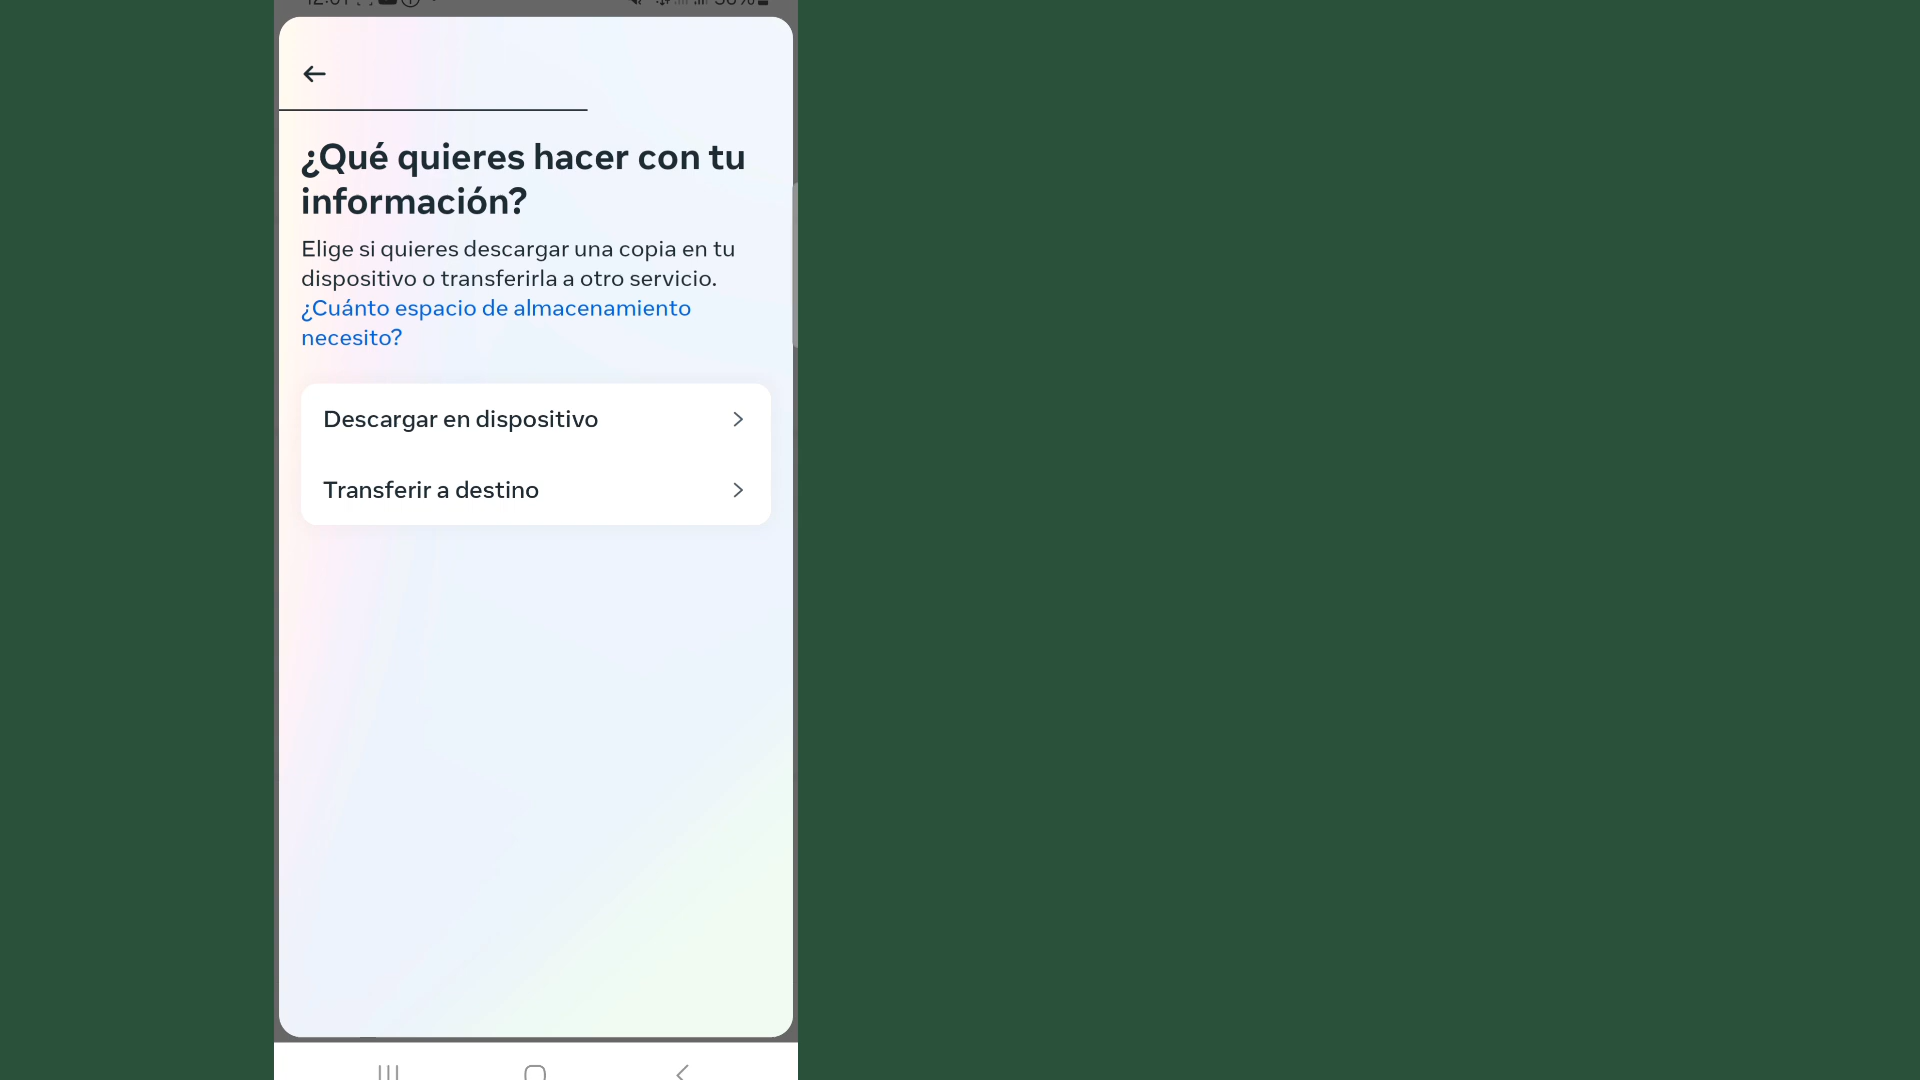 ¿Qué quieres hacer con tu
información?
Elige si quieres descargar una copia en tu
dispositivo o transferirla a otro servicio.
¿Cuánto espacio de almacenamiento
necesito?
Descargar en dispositivo
Transferir a destino